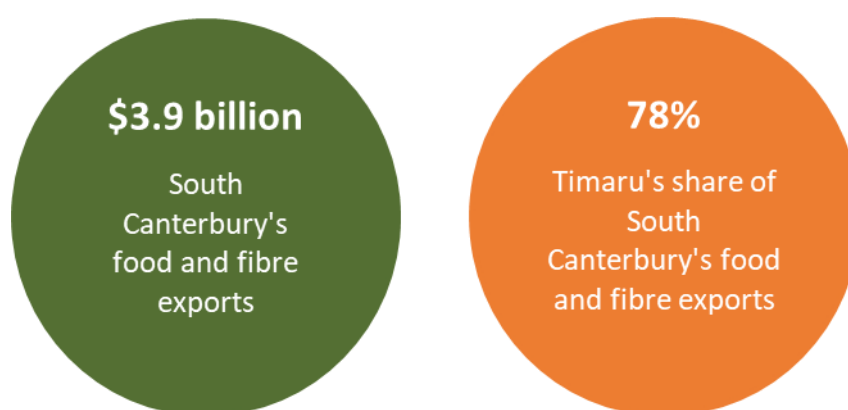 $3.9 billion
South
Canterbury's
food and fibre
exports
78%
Timaru's share of
South
Canterbury's food
and fibre exports